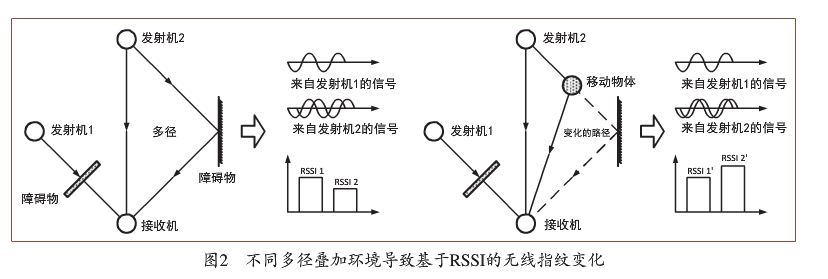 发射机2
发射机1
多径
障碍物
障碍物
接收机
来自发射机1的信号
来自发射机2的信号
RSSI 1
RSSI 2
发射机2
移动物体
发射机1
变化的路径
障碍物
接收机
来自发射机1的信号
来自发射机2的信号
RSSI 1'
RSSI 2'
图2 不同多径叠加环境导致基于RSSI的无线指纹变化